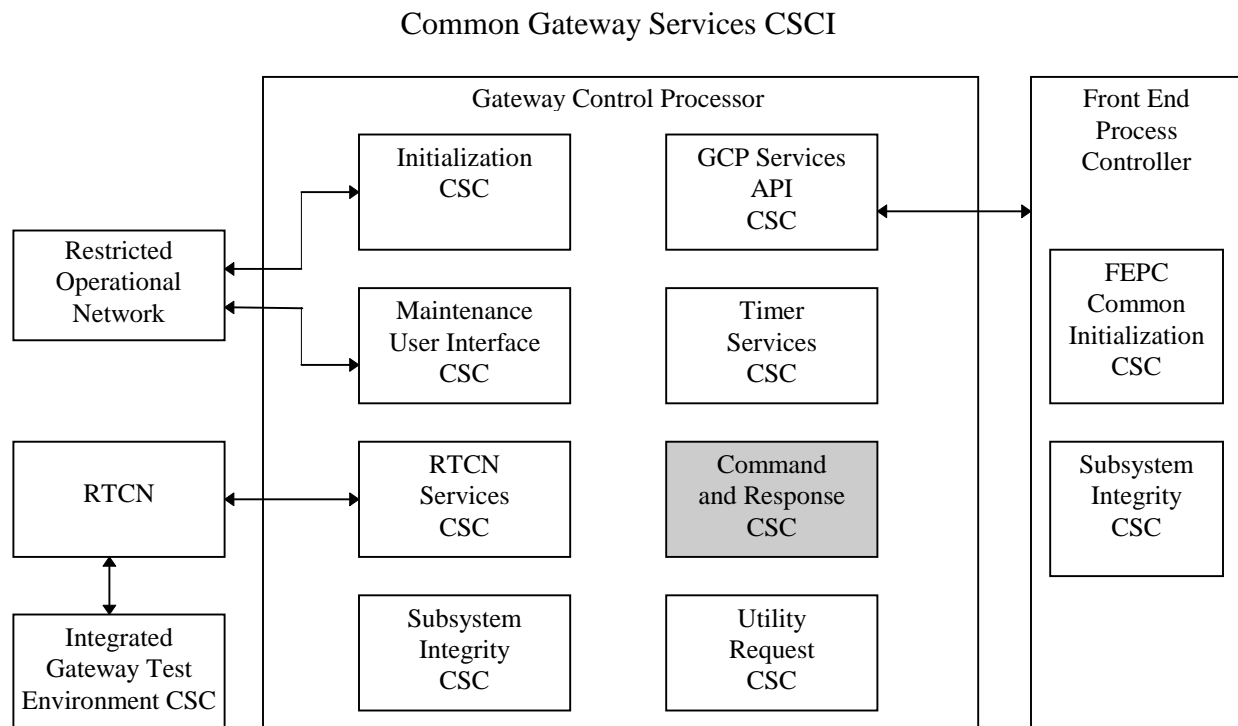 Common Gateway Services CSCI
Gateway Control Processor
Front End
Process
Controller
Initialization
CSC
GCP Services
API
CSC
Restricted
Operational
Network
FEPC
Common
Initialization
CSC
Maintenance
User Interface
CSC
Timer
Services
CSC
RTCN
RTCN
Services
CSC
Command
and Response
CSC
Subsystem
Integrity
CSC
Integrated
Gateway Test
Environment CSC
Subsystem
Integrity
CSC
Utility
Request
CSC